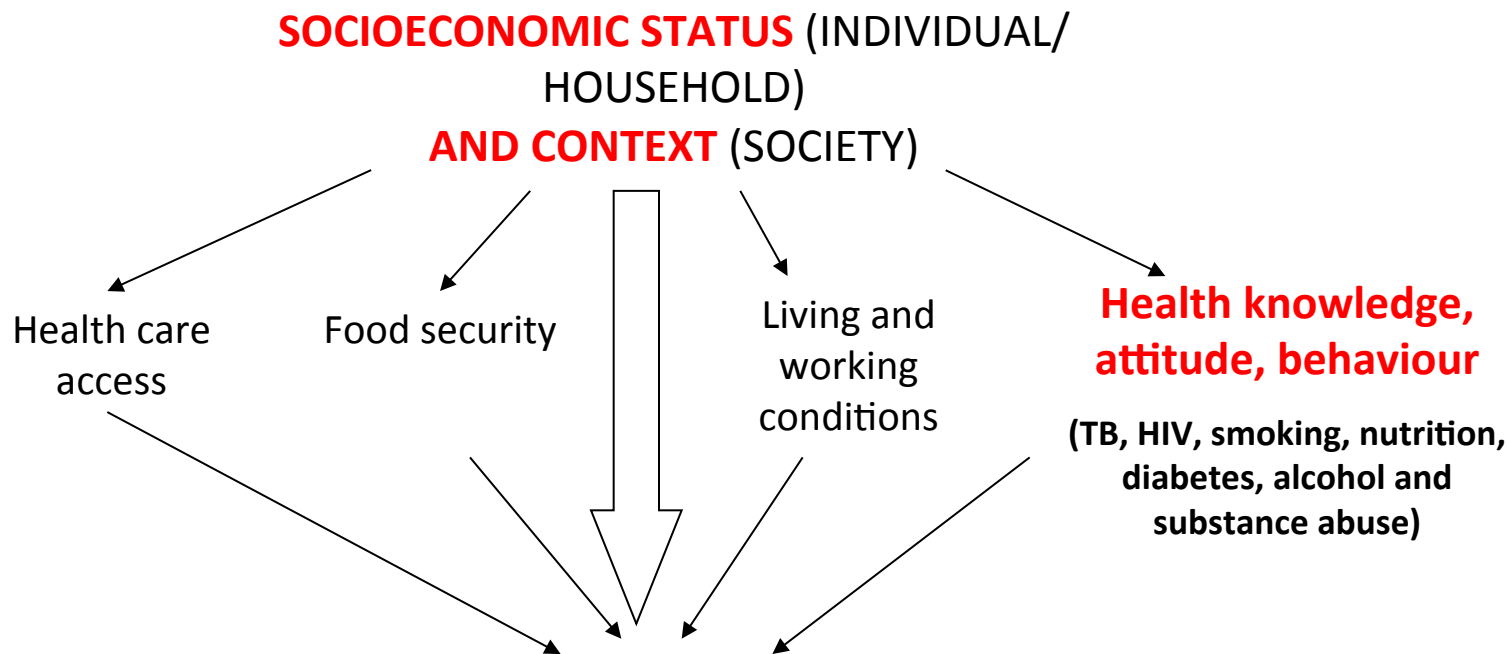 SOCIOECONOMIC STATUS (INDIVIDUAL/
HOUSEHOLD)
AND CONTEXT (SOCIETY)
Health care
access
Food security
Living and
working
conditions
Health knowledge,
attitude, behaviour
(TB, HIV, smoking, nutrition,
diabetes, alcohol and
substance abuse)